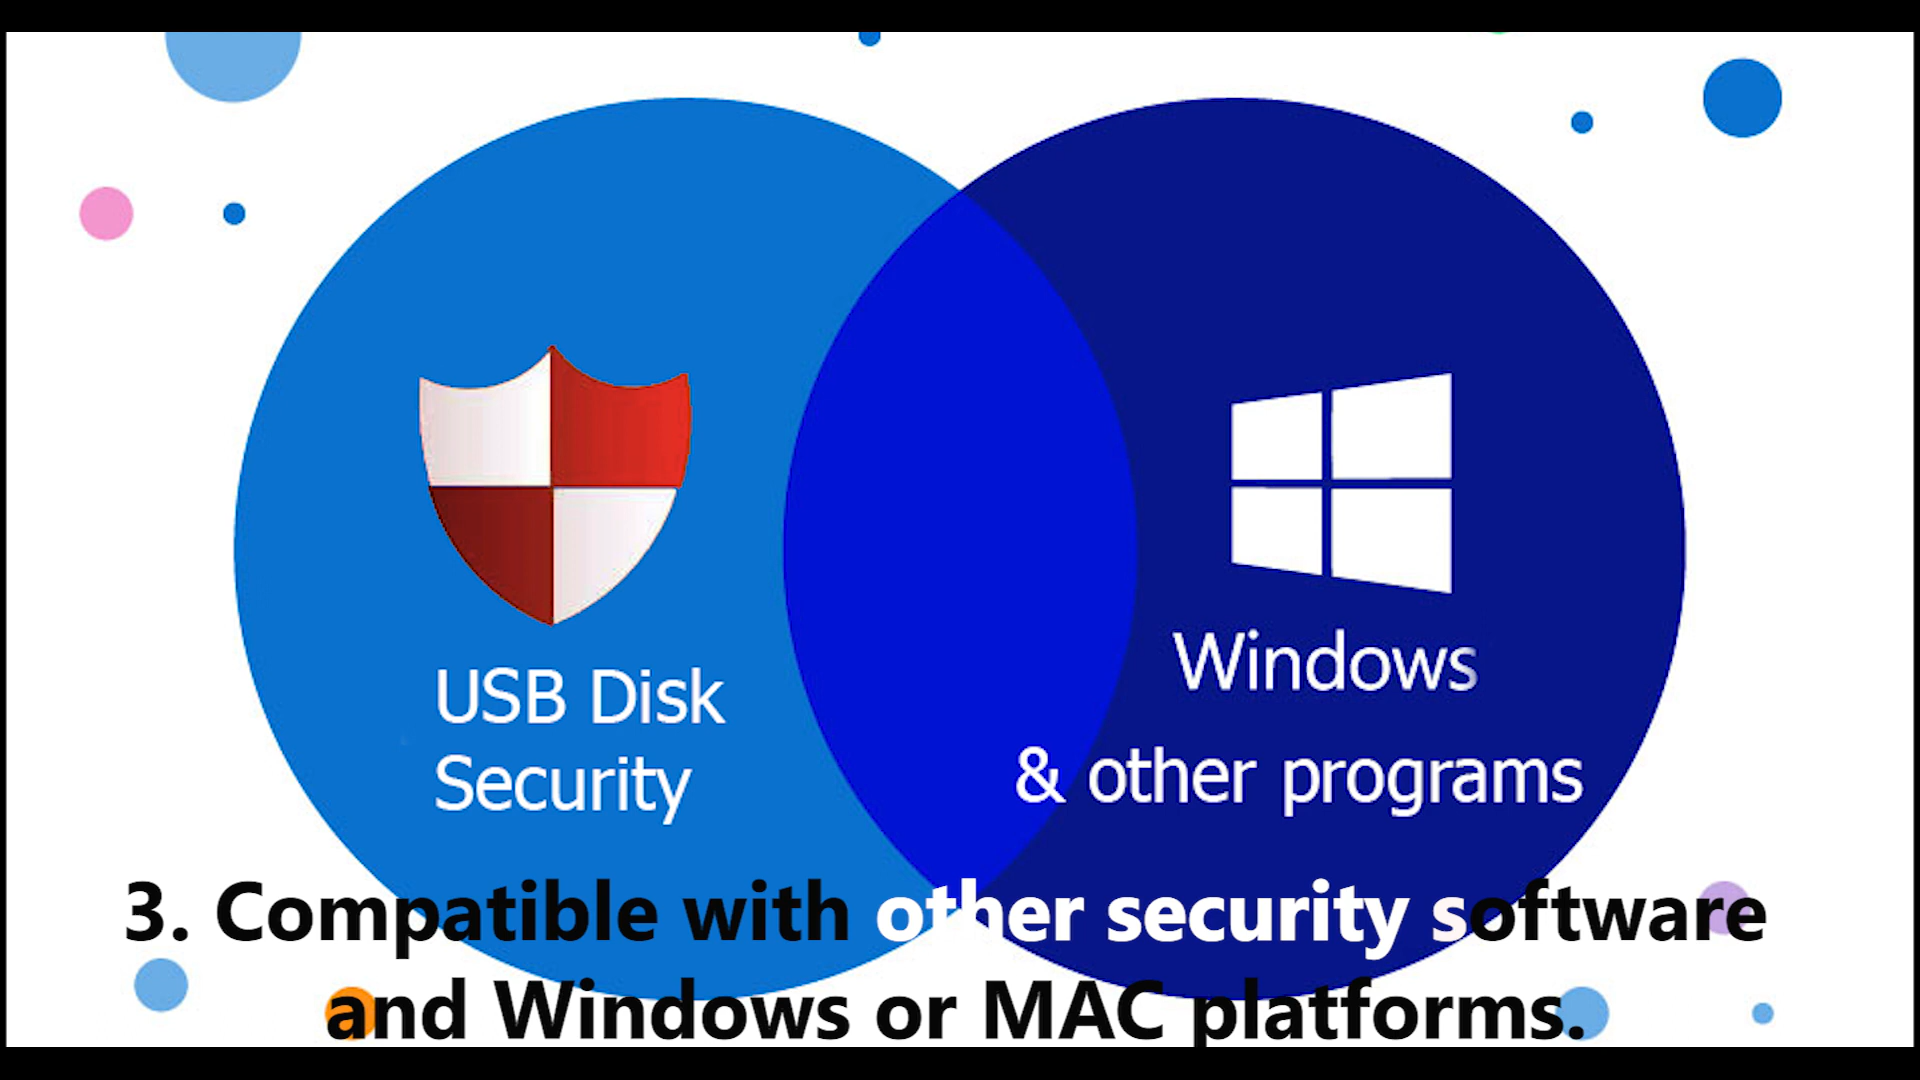 USB Disk
Security
Windows
& other programs
3. Compatible with other security software
and Windows or MAC platforms.